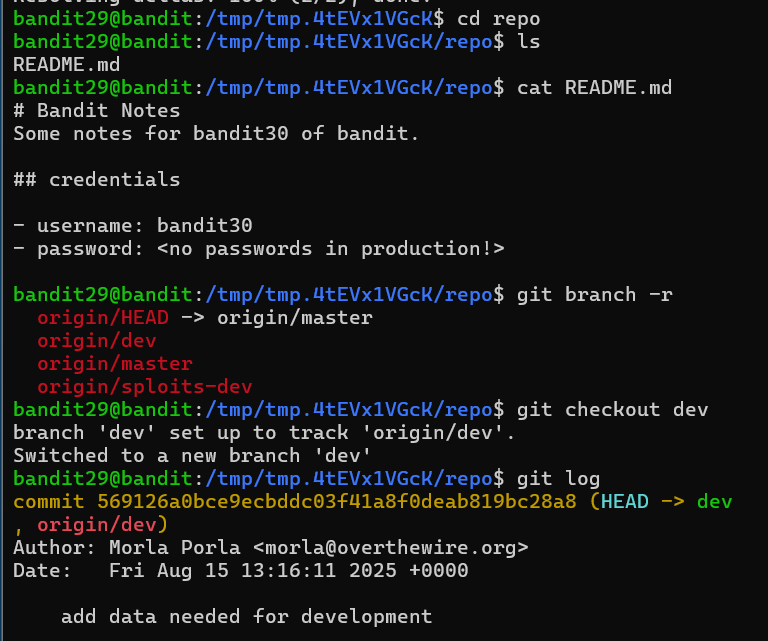 bandit29@bandit:/tmp/tmp.4tEVx1VGcK$ cd repo
bandit29@bandit:/tmp/tmp.4tEVx1VGcK/repo$ ls
README.md
bandit29@bandit:/tmp/tmp.4tEVx1VGcK/repo$ cat README.md
# Bandit Notes
Some notes for bandit30 of bandit.
## credentials
- username: bandit30
- password: <no passwords in production!>
bandit29@bandit:/tmp/tmp.4tEVx1VGcK/repo$ git branch -r
origin/HEAD -> origin/master
origin/dev
origin/master
origin/sploits-dev
bandit29@bandit:/tmp/tmp.4tEVx1VGcK/repo$ git checkout dev
branch 'dev' set up to track 'origin/dev'.
Switched to a new branch 'dev'
bandit29@bandit:/tmp/tmp.4tEVx1VGcK/repo$ git log
commit 569126a0bce9ecbddc03f41a8f0deab819bc28a8 (HEAD -> dev
, origin/dev)
Author: Morla Porla <morla@overthewire.org>
Date:   Fri Aug 15 13:16:11 2025 +0000
add data needed for development